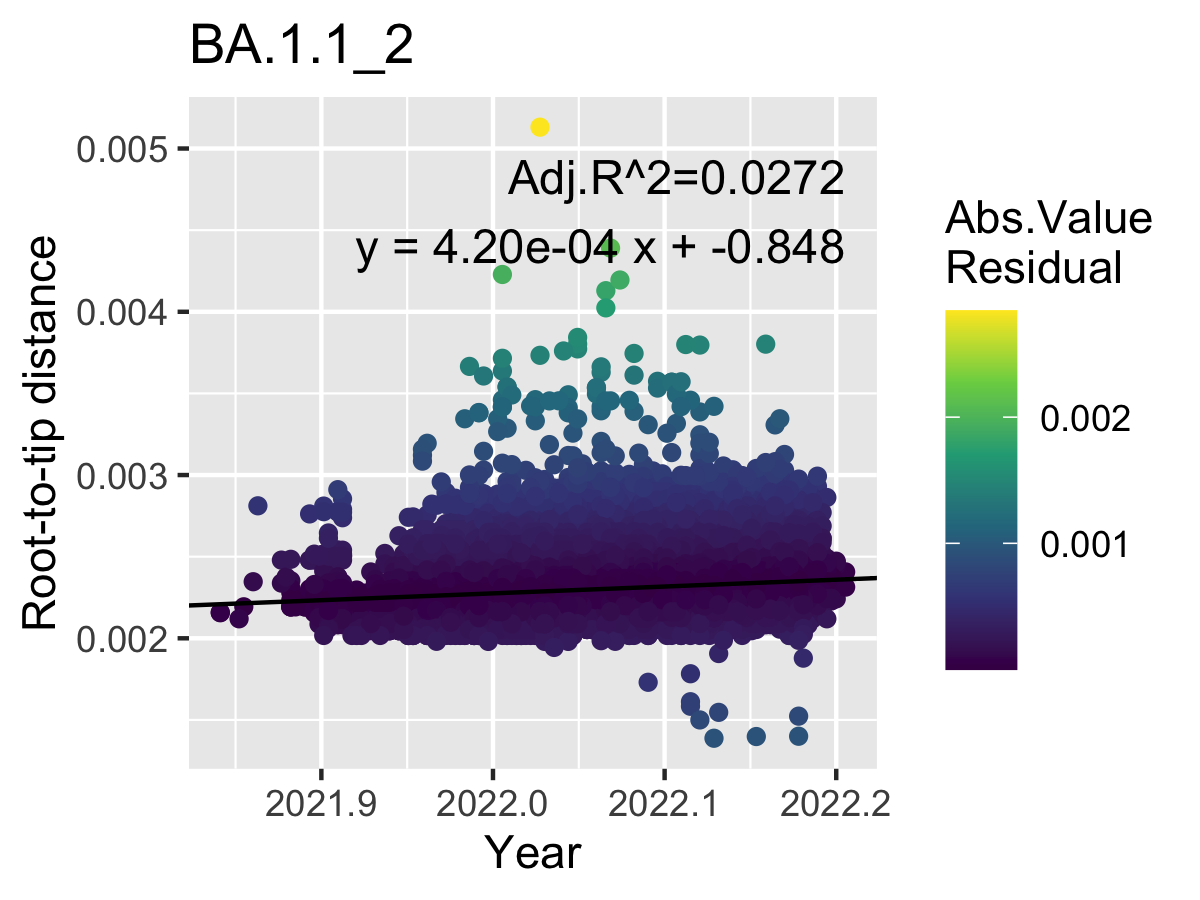 BA.1.1_2
0.005
Adj.R^2=0.0272
y = 4.20e-04 x + -0.848
0.004
0.003
0.002
Root-to-tip distance
2021.9
2022.0
2022.1
2022.2
Year
Abs.Value
Residual
0.002
0.001